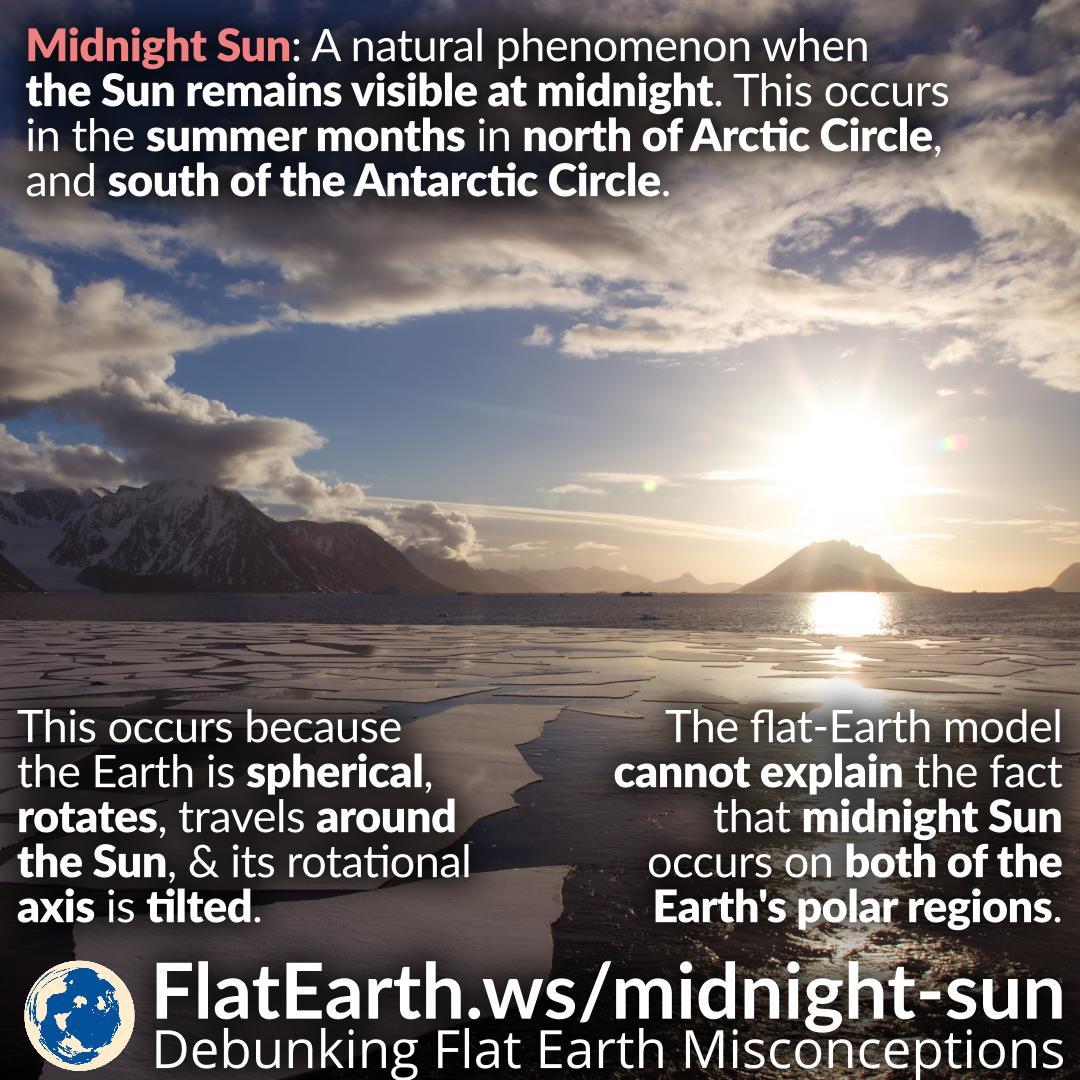 Midnight Sun: A natural phenomenon when
the Sun remains visible at midnight. This occurs
in the summer months in north of Arctic Circle,
and south of the Antarctic Circle.
This occurs because
the Earth is spherical,
rotates, travels around
the Sun, & its rotational
axis is tilted.
The flat-Earth model
cannot explain the fact
that midnight Sun
occurs on both of the
Earth's polar regions.
FlatEarth.ws/midnight-sun
Debunking Flat Earth Misconceptions